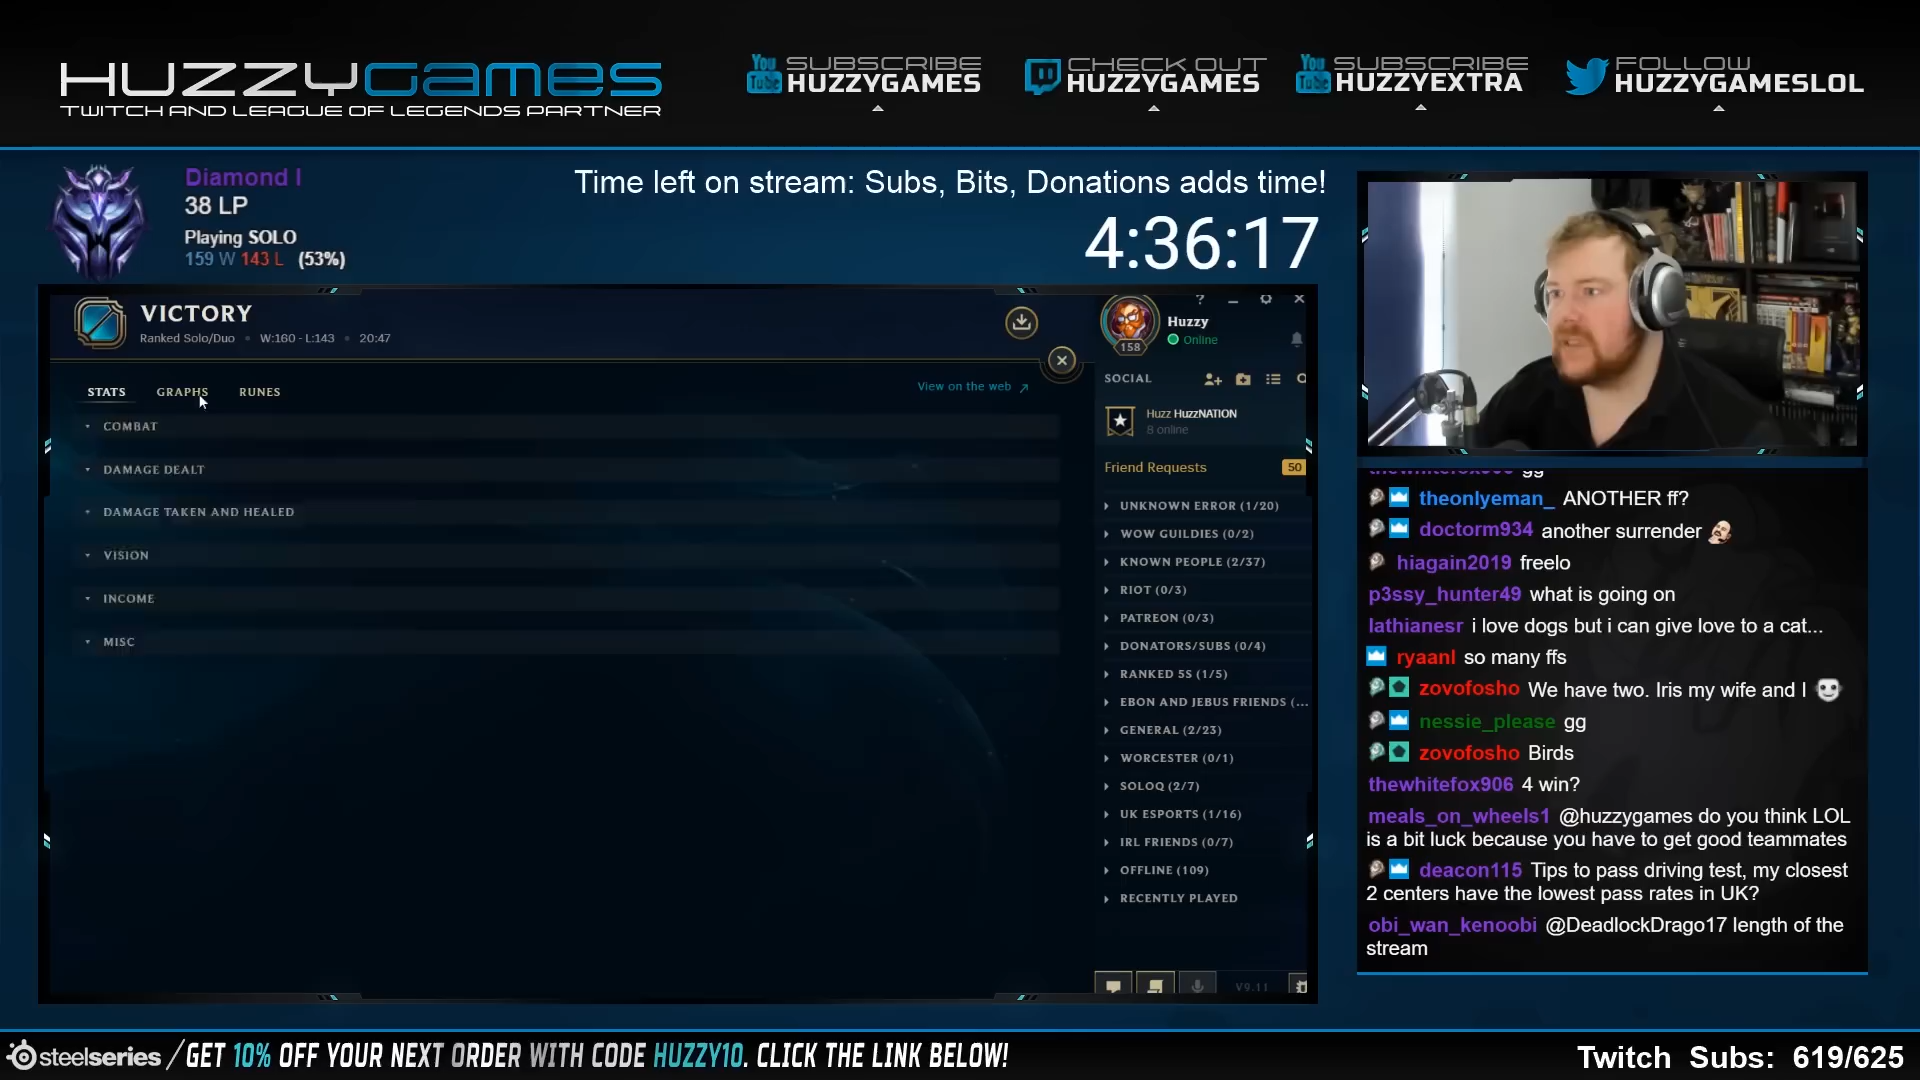 HUZZYGAMES
TWITCH AND LEAGUE OF LEGENDS PARTNER
You Tube SUBSCRIBE
HUZZYGAMES
CHECK OUT
HUZZYGAMES
You Tube SUBSCRIBE
HUZZYEXTRA
FOLLOW
HUZZYGAMESLOL
Diamond I
38 LP
Playing SOLO
159 W 143 L (53%)
Time left on stream: Subs, Bits, Donations adds time!
4:36:17
VICTORY
Ranked Solo/Duo • W:160 - L:143 • 20:47
STATS GRAPHS RUNES
View on the web
COMBAT
DAMAGE DEALT
DAMAGE TAKEN AND HEALED
VISION
INCOME
MISC
Huzzy
158
Online
SOCIAL
Huzz HuzzNATION
8 online
Friend Requests 50
UNKNOWN ERROR (1/20)
WOW GUILDIES (0/2)
KNOWN PEOPLE (2/37)
RIOT (0/3)
PATREON (0/3)
DONATORS/SUBS (0/4)
RANKED 5S (1/5)
EBON AND JEBUS FRIENDS (...
GENERAL (2/23)
WORCESTER (0/1)
SOLOQ (2/7)
UK ESPORTS (1/16)
IRL FRIENDS (0/7)
OFFLINE (109)
RECENTLY PLAYED
V9.11
thewhitefox906 gg
theonlyeman_ ANOTHER ff?
doctorm934 another surrender
hiagain2019 freelo
p3ssy_hunter49 what is going on
lathianesr i love dogs but i can give love to a cat...
ryaanl so many ffs
zovofosho We have two. Iris my wife and I
nessie_please gg
zovofosho Birds
thewhitefox906 4 win?
meals_on_wheels1 @huzzygames do you think LOL
is a bit luck because you have to get good teammates
deacon115 Tips to pass driving test, my closest
2 centers have the lowest pass rates in UK?
obi_wan_kenoobi @DeadlockDrago17 length of the
stream
steelseries / GET 10% OFF YOUR NEXT ORDER WITH CODE HUZZY10. CLICK THE LINK BELOW!
Twitch Subs: 619/625